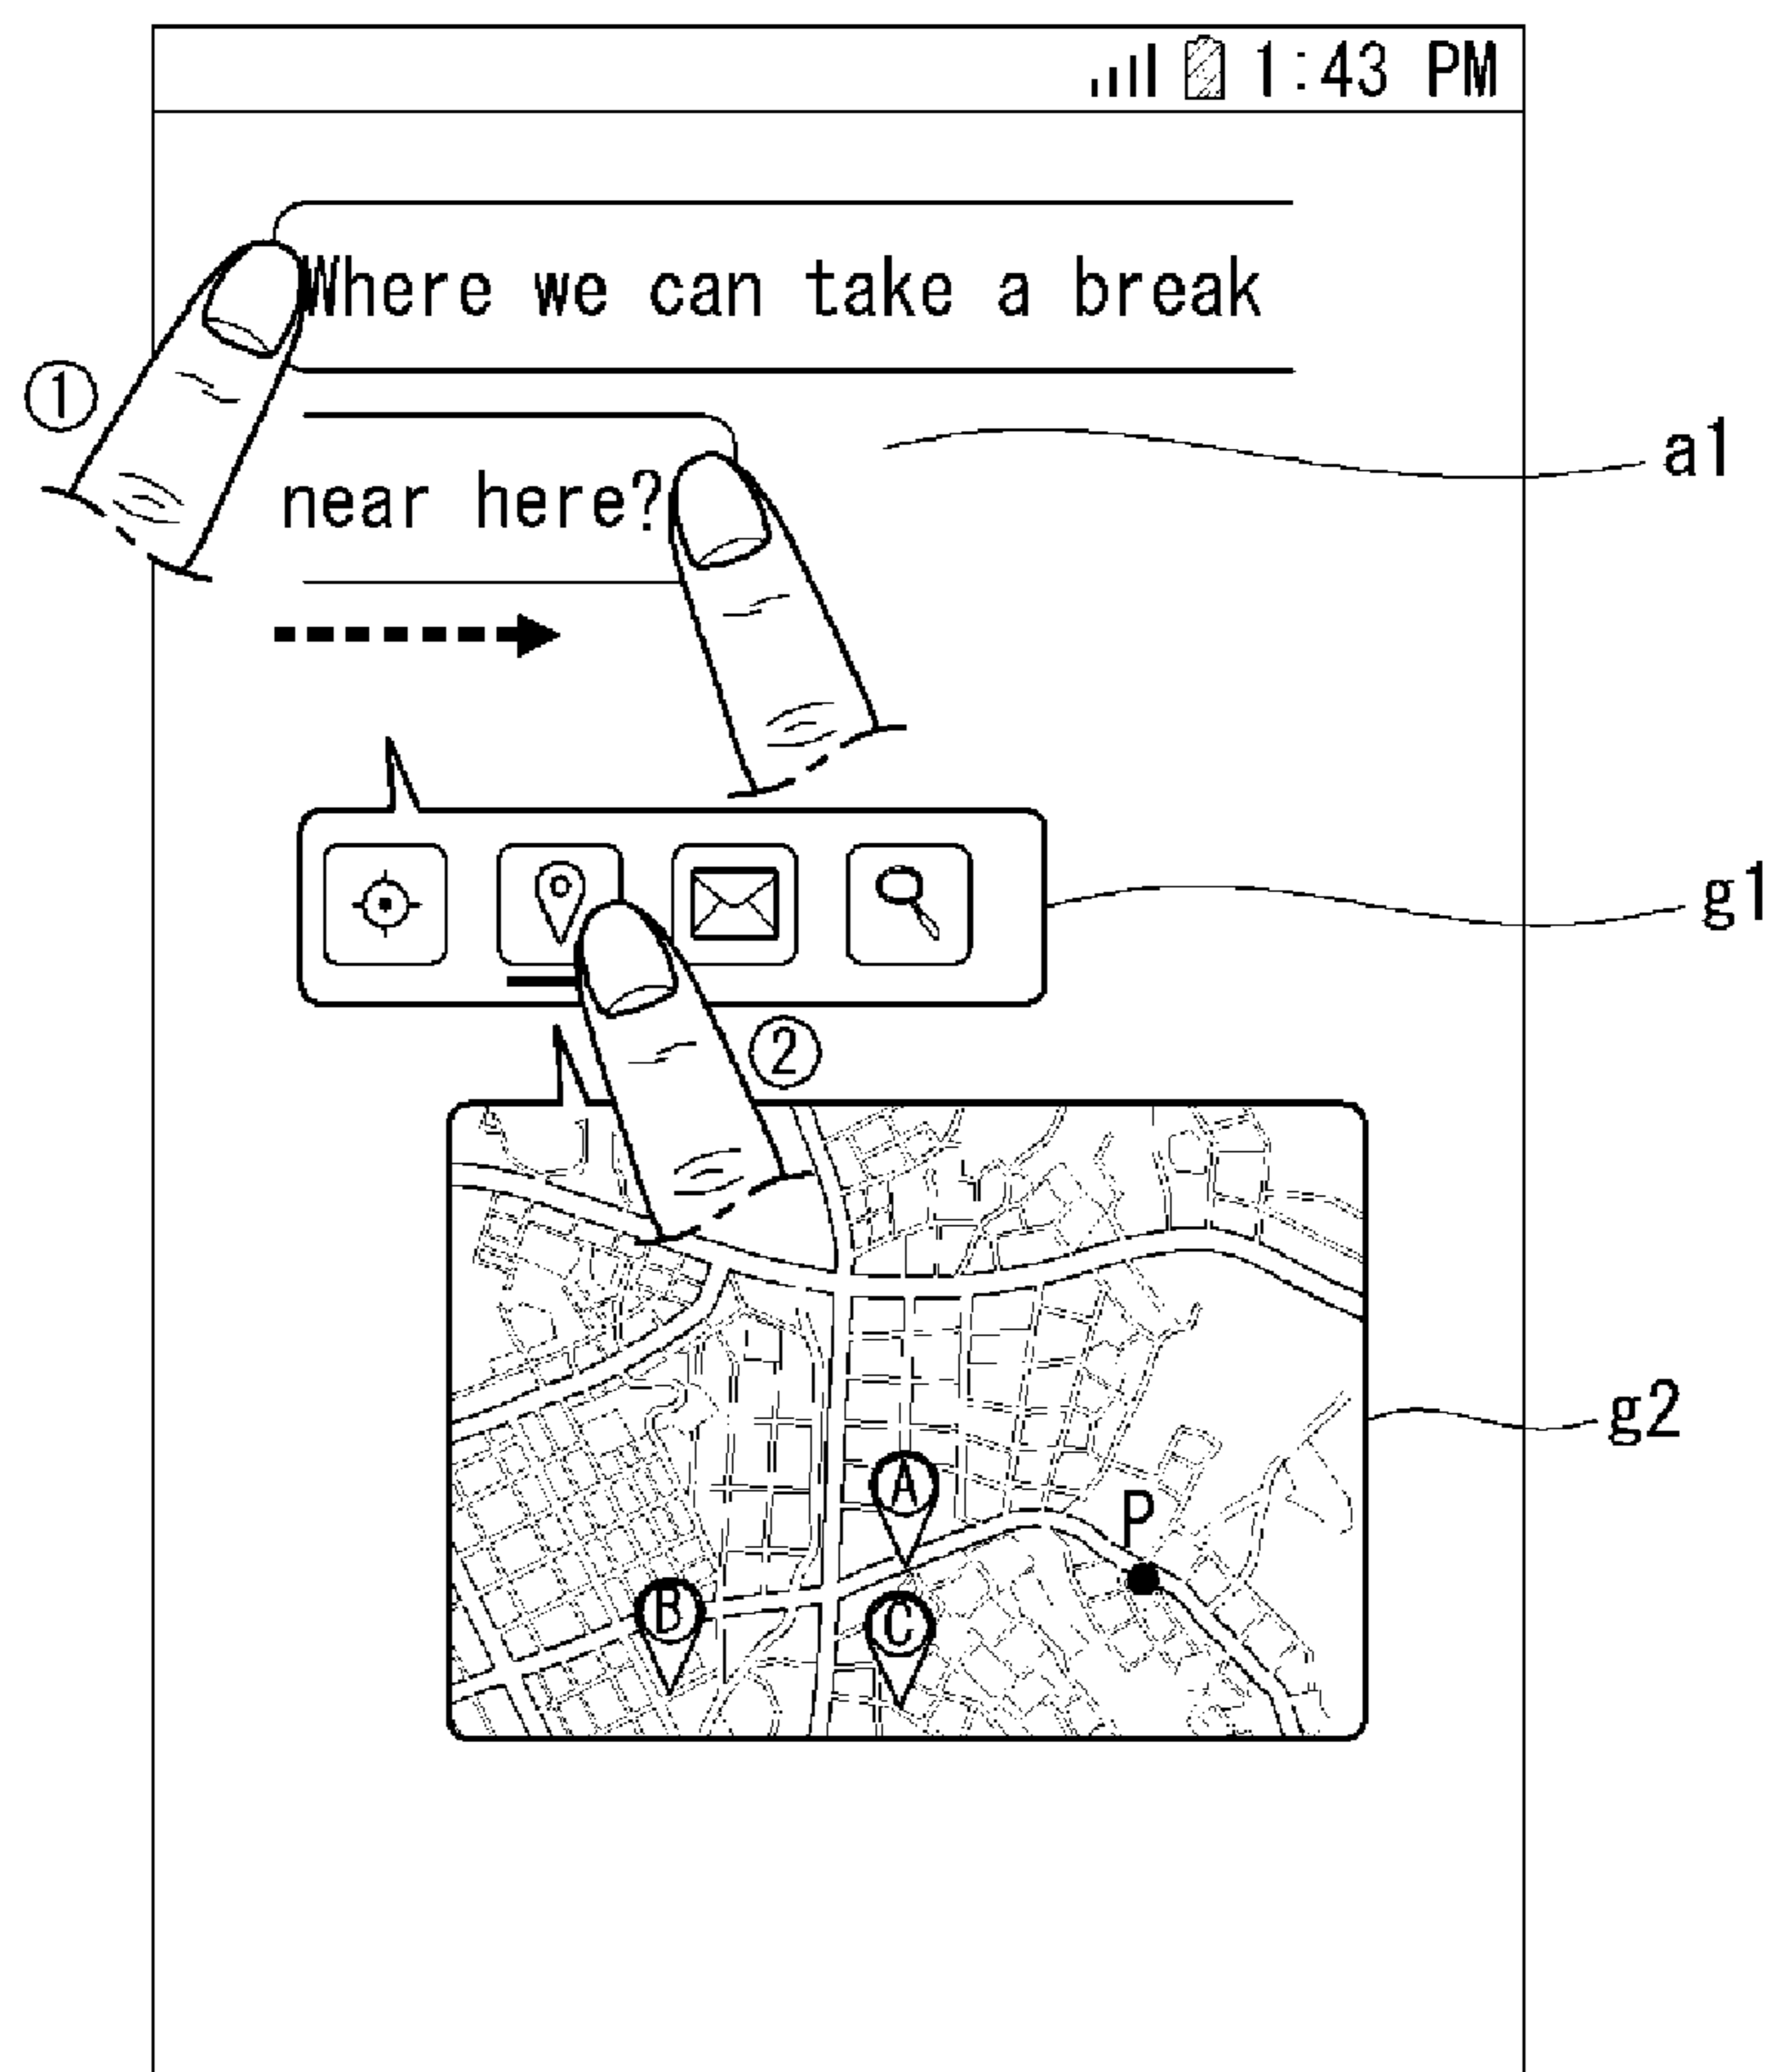 1:43 PM
Where we can take a break
①
near here?
a1
g1
②
g2
A
P
B
C